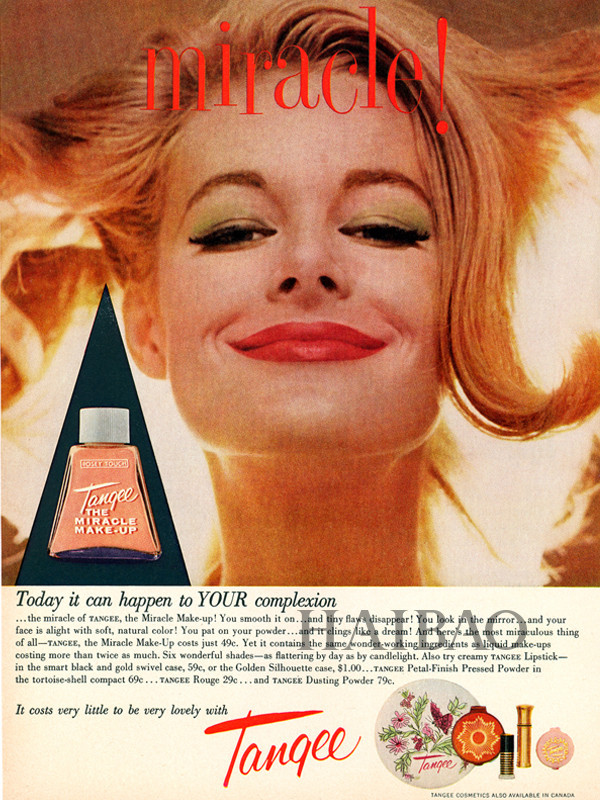 miracle!
ROSEY TOUCH
Tangee
THE
MIRACLE
MAKE-UP
Today it can happen to YOUR complexion
...the miracle of TANGEE, the Miracle Make-up! You smooth it on...and tiny flaws disappear! You look in the mirror...and your
face is alight with soft, natural color! You pat on your powder...and it clings like a dream! And here's the most miraculous thing
of all—TANGEE, the Miracle Make-Up costs just 49c. Yet it contains the same wonder-working ingredients as liquid make-ups
costing more than twice as much. Six wonderful shades—as flattering by day as by candlelight. Also try creamy TANGEE Lipstick—
in the smart black and gold swivel case, 59c, or the Golden Silhouette case, $1.00...TANGEE Petal-Finish Pressed Powder in
the tortoise-shell compact 69c...TANGEE Rouge 29c...and TANGEE Dusting Powder 79c.
HAIBAO
It costs very little to be very lovely with
Tangee
Tangee
TANGEE COSMETICS ALSO AVAILABLE IN CANADA